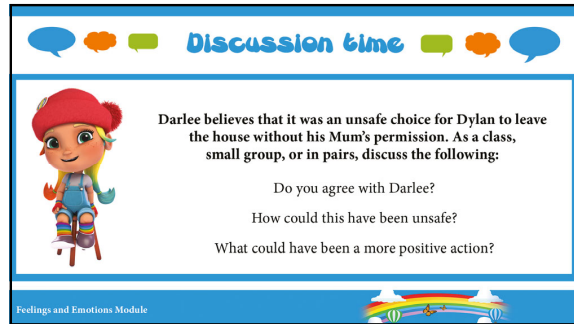 Discussion time
Darlee believes that it was an unsafe choice for Dylan to leave
the house without his Mum's permission. As a class,
small group, or in pairs, discuss the following:
Do you agree with Darlee?
How could this have been unsafe?
What could have been a more positive action?
Feelings and Emotions Module